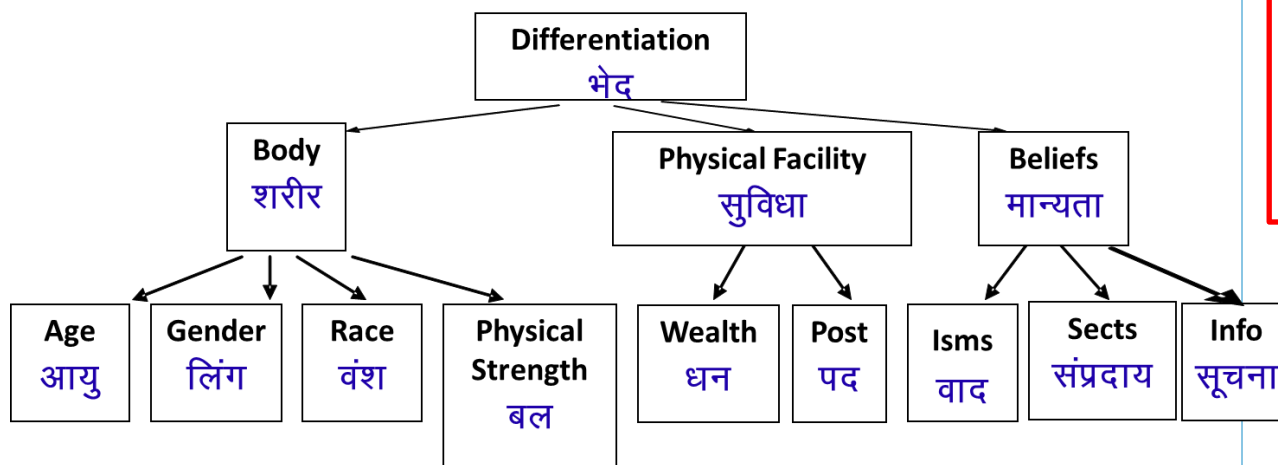 Differentiation
भेद
Body
शरीर
Physical Facility
सुविधा
Beliefs
मान्यता
Age
आयु
Gender
लिंग
Race
वंश
Physical
Strength
बल
Wealth
धन
Post
पद
Isms
वाद
Sects
संप्रदाय
Info
सूचना